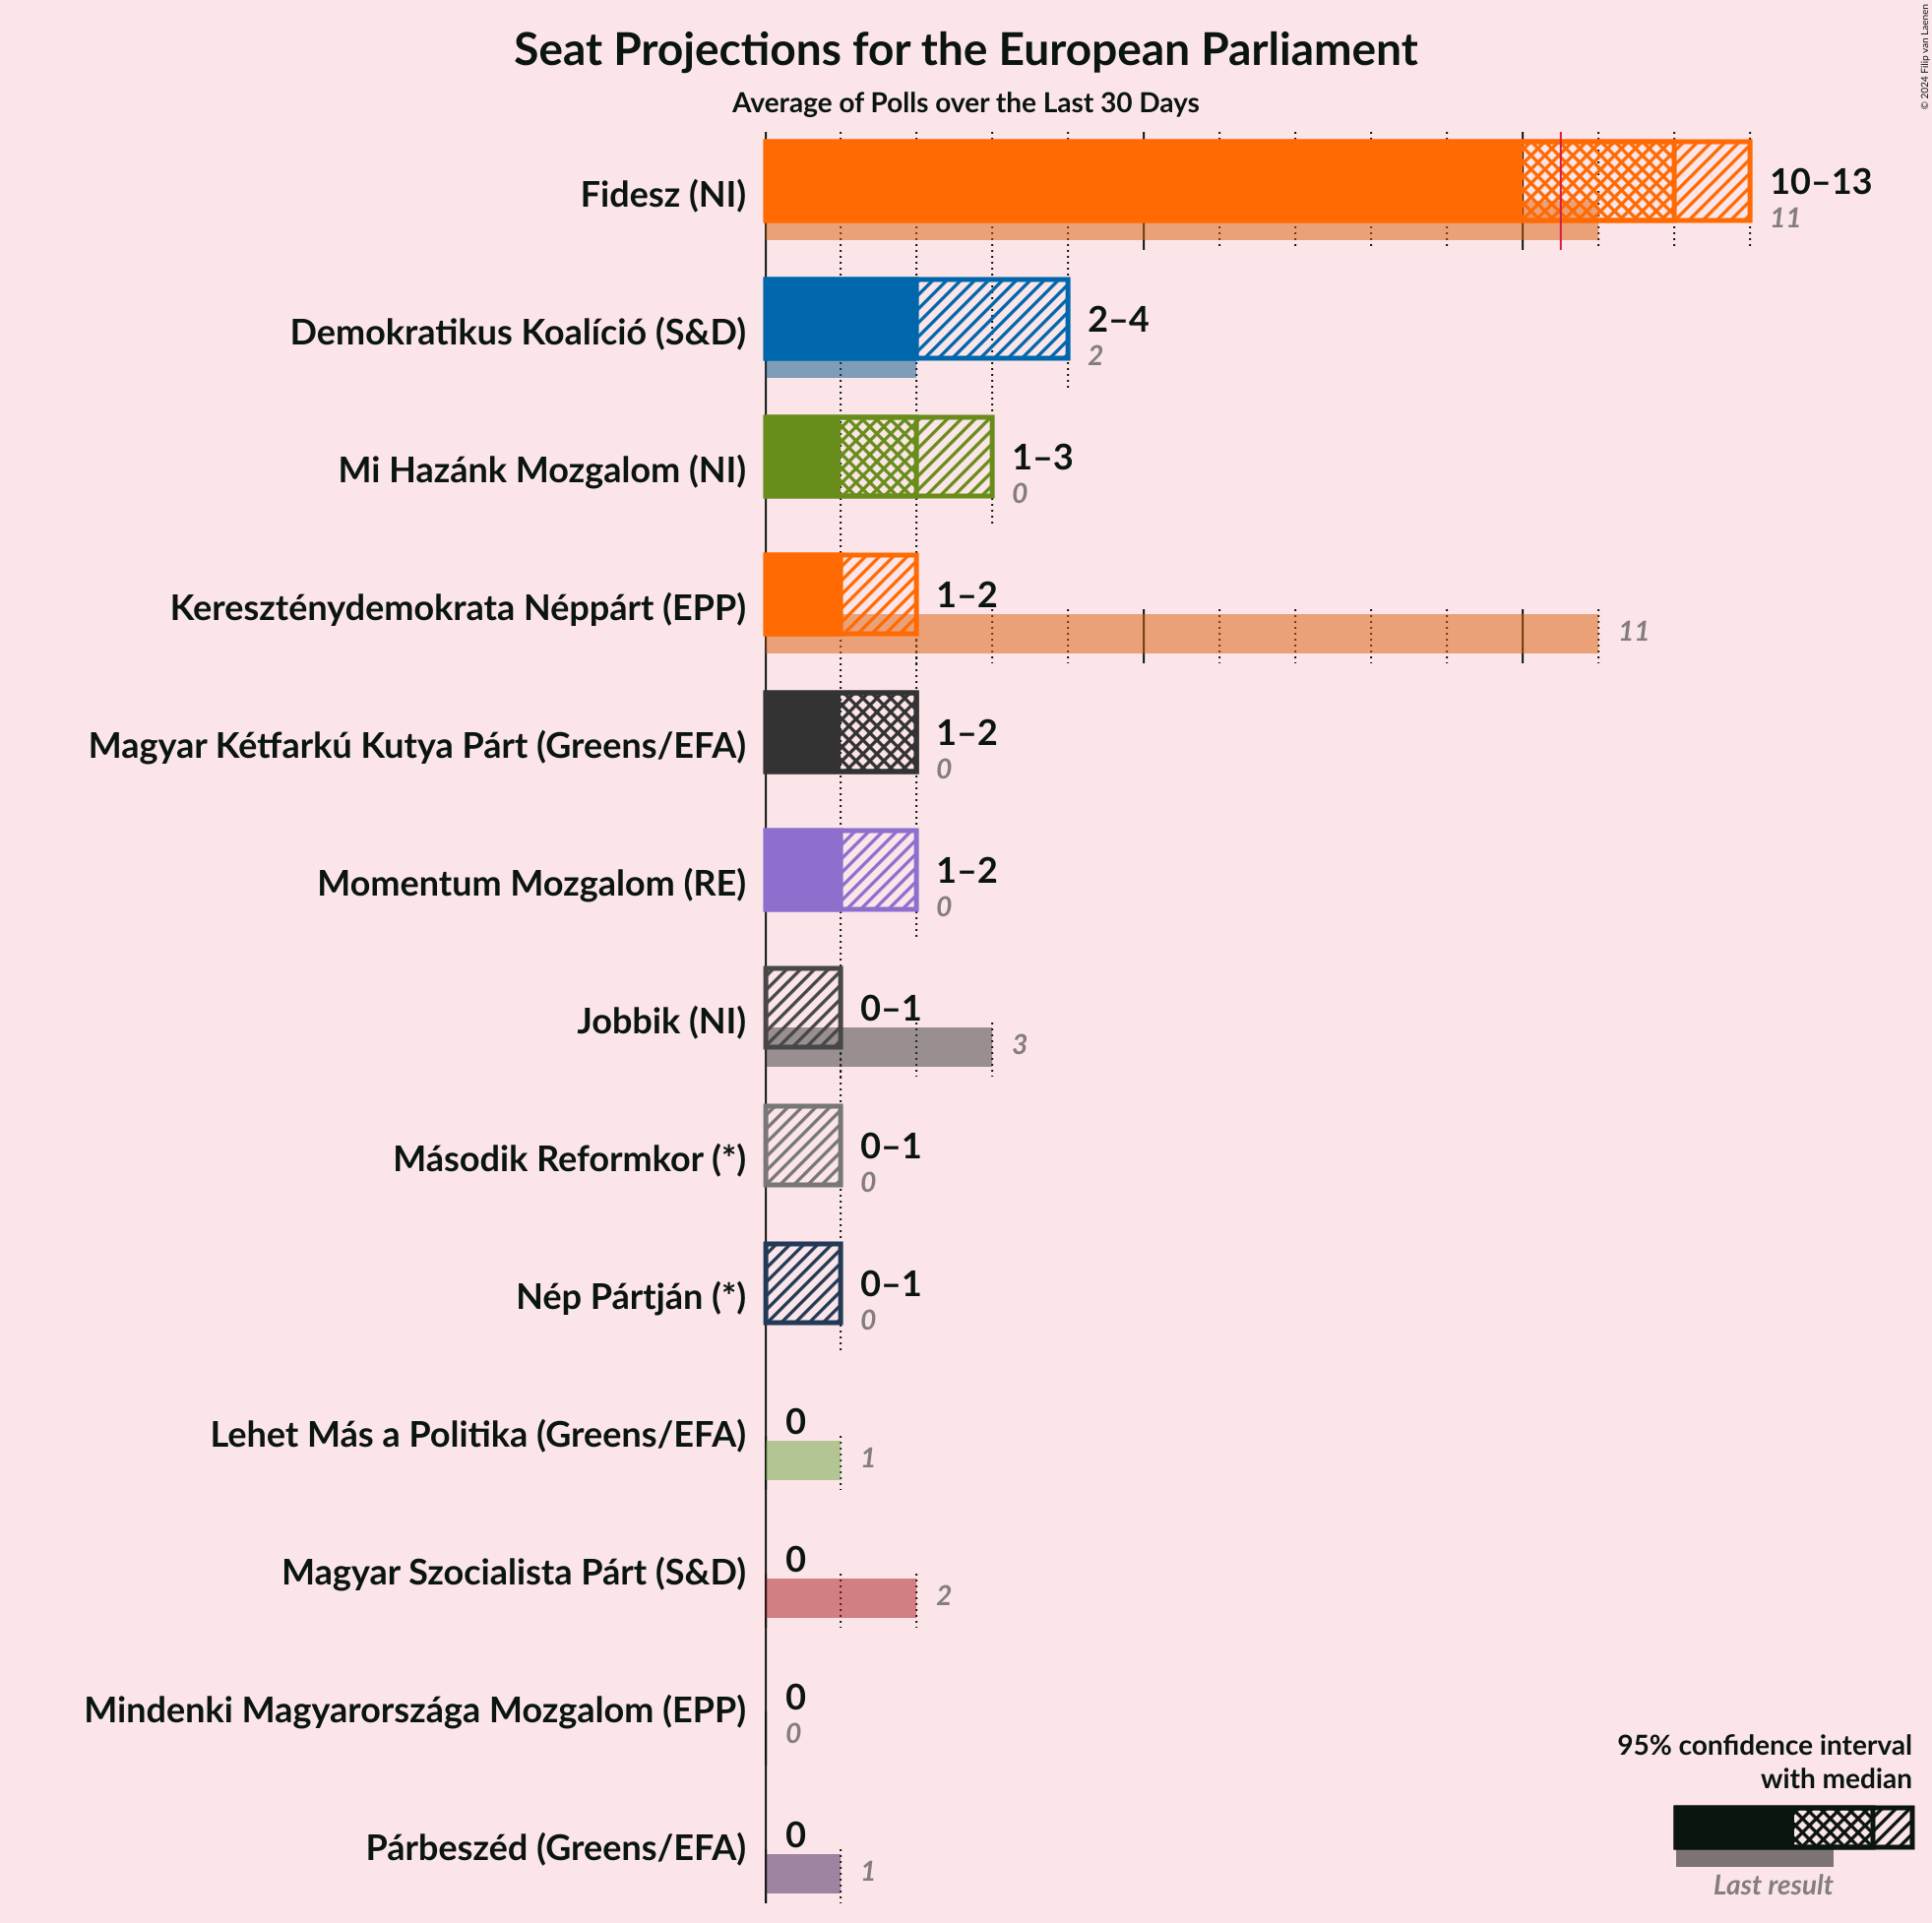 Seat Projections for the European Parliament
Average of Polls over the Last 30 Days
© 2024 Filip van Laenen
Fidesz (NI)
10–13
11
Demokratikus Koalíció (S&D)
2–4
2
Mi Hazánk Mozgalom (NI)
1–3
0
Kereszténydemokrata Néppárt (EPP)
1–2
11
Magyar Kétfarkú Kutya Párt (Greens/EFA)
1–2
0
Momentum Mozgalom (RE)
1–2
0
Jobbik (NI)
0–1
3
Második Reformkor (*)
0–1
0
Nép Pártján (*)
0–1
0
Lehet Más a Politika (Greens/EFA)
0
1
Magyar Szocialista Párt (S&D)
0
2
Mindenki Magyarországa Mozgalom (EPP)
0
0
Párbeszéd (Greens/EFA)
0
1
95% confidence interval
with median
Last result